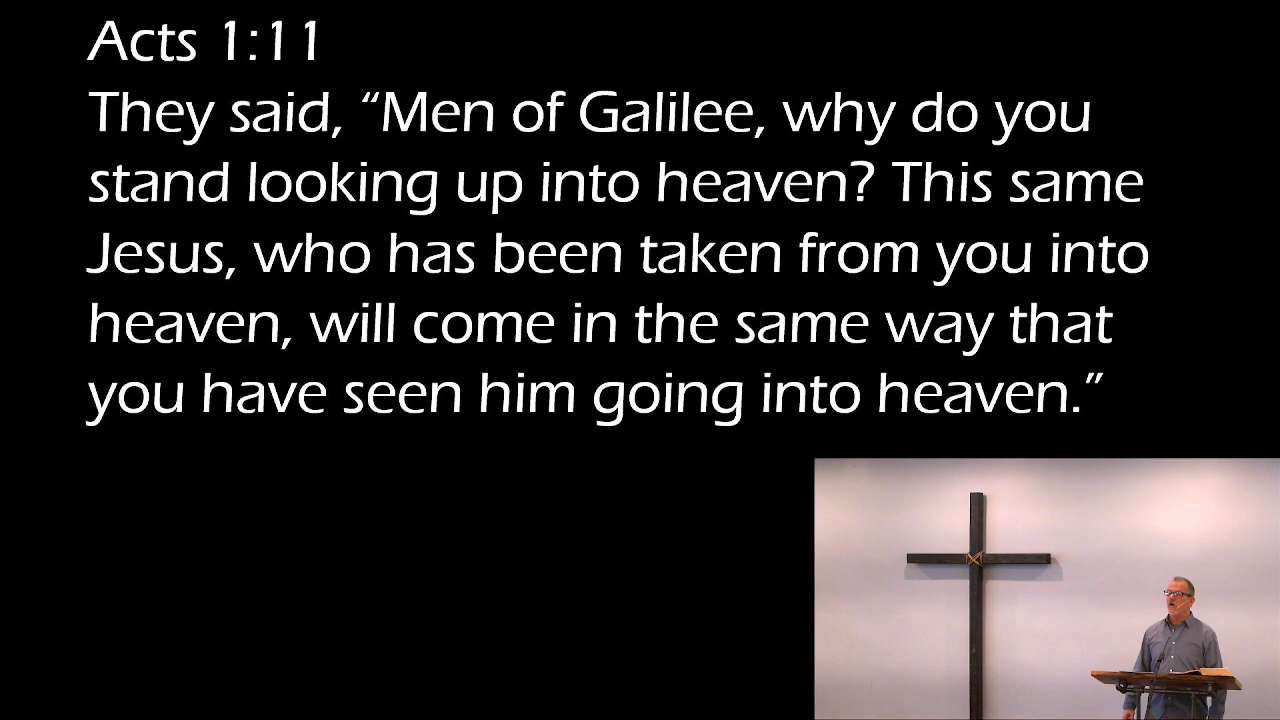 Acts 1:11
They said, “Men of Galilee, why do you
stand looking up into heaven? This same
Jesus, who has been taken from you into
heaven, will come in the same way that
you have seen him going into heaven.”